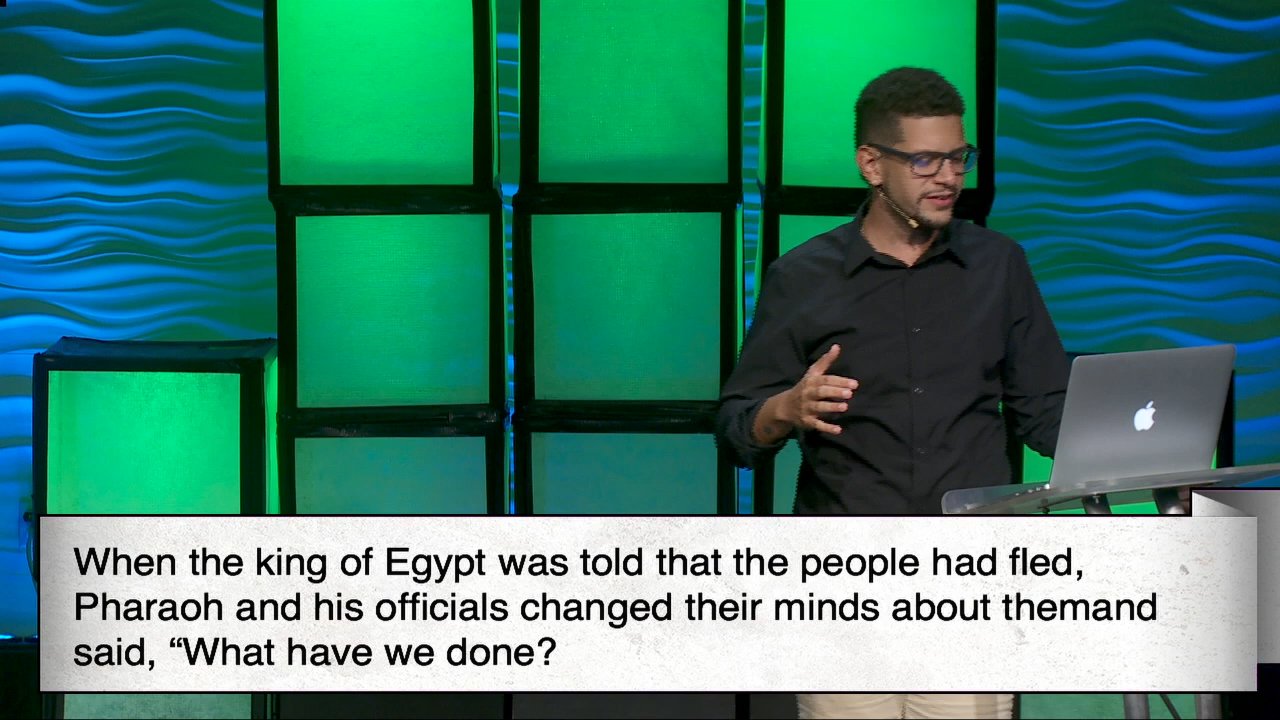 When the king of Egypt was told that the people had fled,
Pharaoh and his officials changed their minds about themand
said, “What have we done?